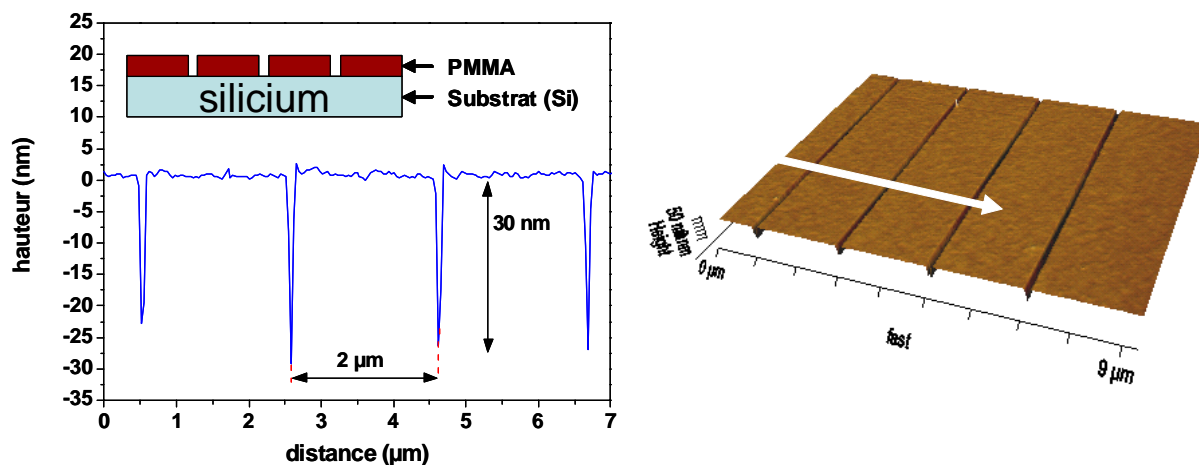 25
20
15
10
5
0
-5
-10
-15
-20
-25
-30
-35
hauteur (nm)
PMMA
silicium
Substrat (Si)
30 nm
2 µm
0 1 2 3 4 5 6 7
distance (µm)
Height
0 µm
fast
9 µm